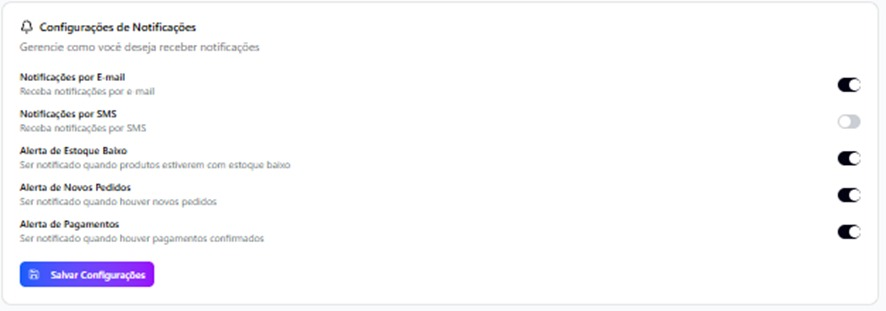 Configurações de Notificações
Gerencie como você deseja receber notificações
Notificações por E-mail
Receba notificações por e-mail
Notificações por SMS
Receba notificações por SMS
Alerta de Estoque Baixo
Ser notificado quando produtos estiverem com estoque baixo
Alerta de Novos Pedidos
Ser notificado quando houver novos pedidos
Alerta de Pagamentos
Ser notificado quando houver pagamentos confirmados
Salvar Configurações